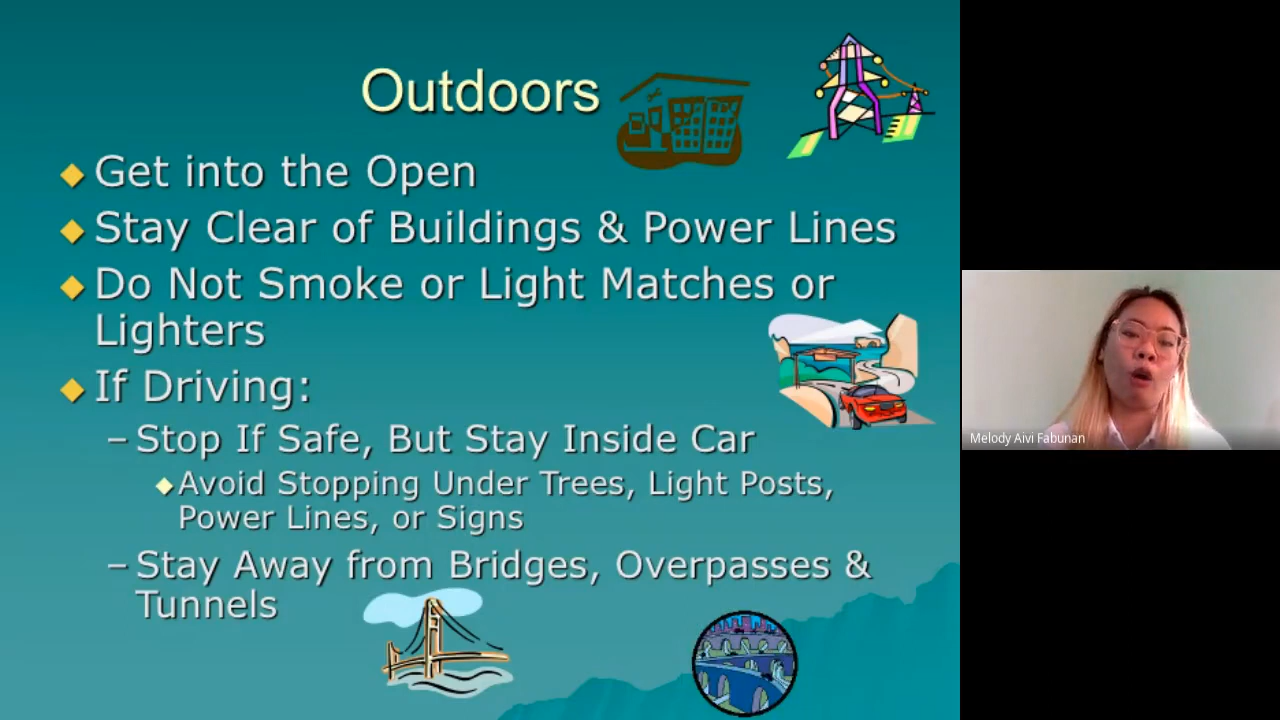 Outdoors
Get into the Open
Stay Clear of Buildings & Power Lines
Do Not Smoke or Light Matches or
Lighters
If Driving:
– Stop If Safe, But Stay Inside Car
Avoid Stopping Under Trees, Light Posts,
Power Lines, or Signs
– Stay Away from Bridges, Overpasses &
Tunnels
Melody Aivi Fabunan